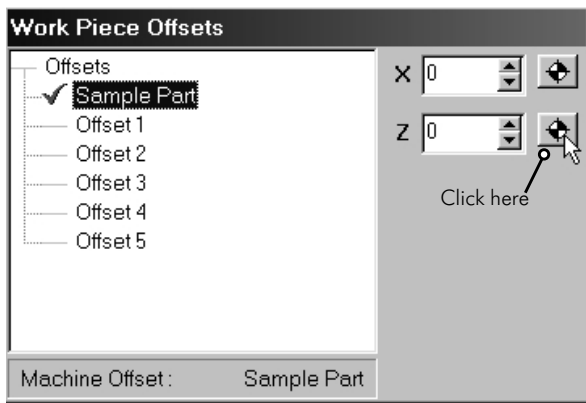 Work Piece Offsets
Offsets
Sample Part
Offset 1
Offset 2
Offset 3
Offset 4
Offset 5
X 0
Z 0
Click here
Machine Offset : Sample Part